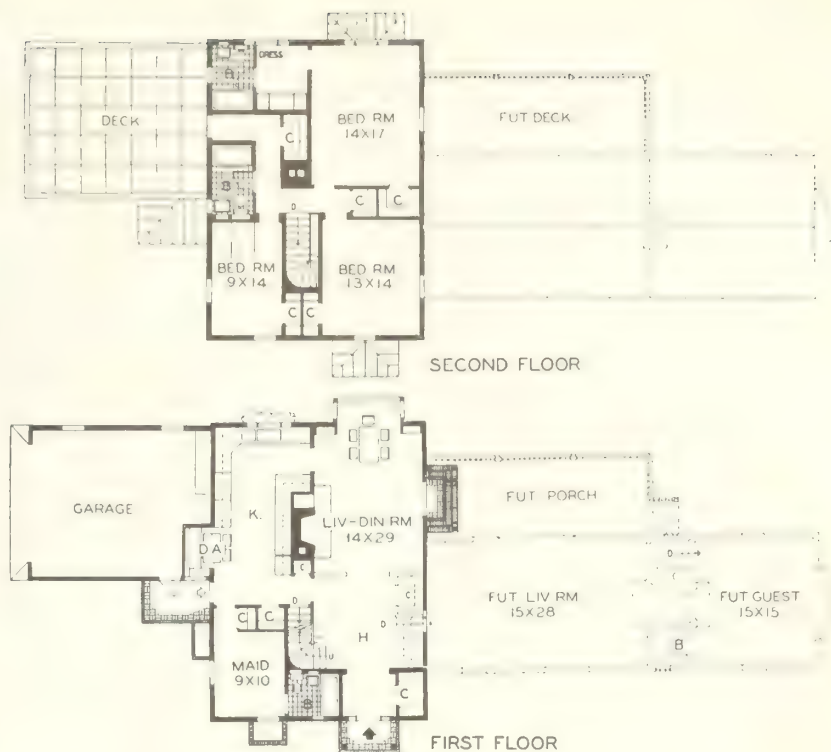 DRESS
B
DECK
BED RM
14X17
FUT DECK
C
B
C
C
D
BED RM
9X14
BED RM
13X14
C
C
SECOND FLOOR
GARAGE
K.
LIV-DIN RM
14X29
FUT PORCH
DA
C
D
C
FUT LIV RM
15X28
FUT GUEST
15X15
C
D
D
C
C
H
D
U
B
MAID
9X10
B
C
FIRST FLOOR